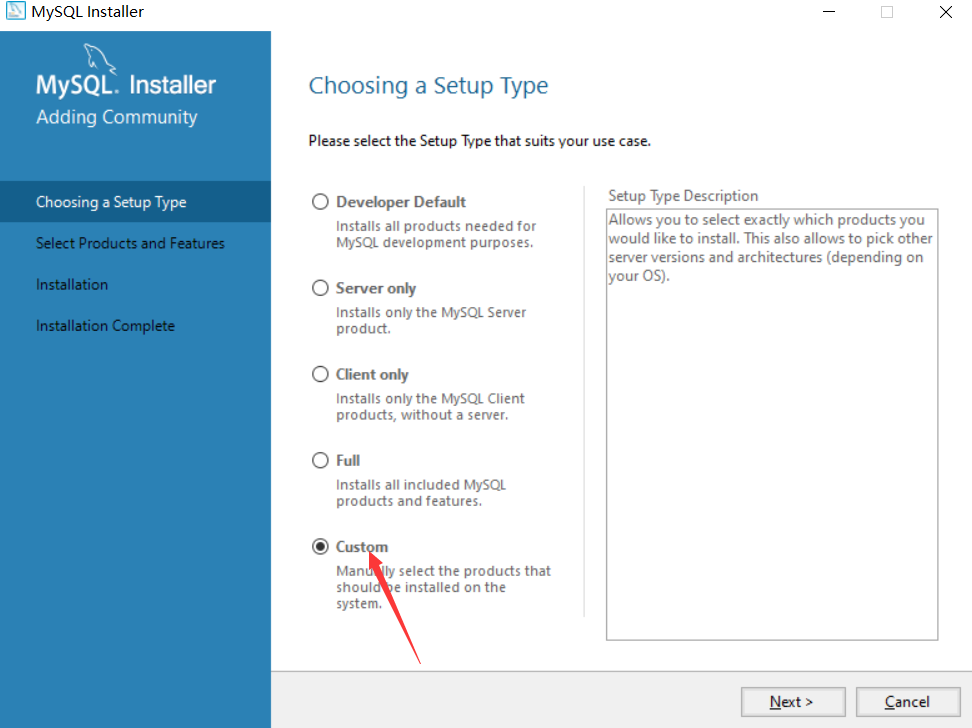 MySQL Installer
MySQL. Installer
Adding Community
Choosing a Setup Type
Select Products and Features
Installation
Installation Complete
Choosing a Setup Type
Please select the Setup Type that suits your use case.
Developer Default
Installs all products needed for
MySQL development purposes.
Server only
Installs only the MySQL Server
product.
Client only
Installs only the MySQL Client
products, without a server.
Full
Installs all included MySQL
products and features.
Custom
Manually select the products that
should be installed on the
system.
Setup Type Description
Allows you to select exactly which products you
would like to install. This also allows to pick other
server versions and architectures (depending on
your OS).
Next >
Cancel